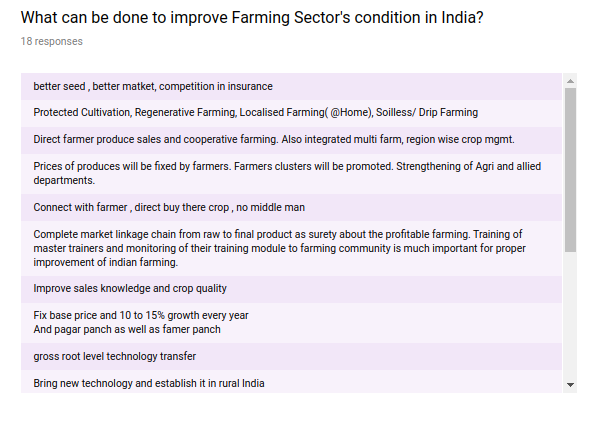 What can be done to improve Farming Sector's condition in India?
18 responses
better seed , better matket, competition in insurance
Protected Cultivation, Regenerative Farming, Localised Farming( @Home), Soilless/ Drip Farming
Direct farmer produce sales and cooperative farming. Also integrated multi farm, region wise crop mgmt.
Prices of produces will be fixed by farmers. Farmers clusters will be promoted. Strengthening of Agri and allied
departments.
Connect with farmer , direct buy there crop , no middle man
Complete market linkage chain from raw to final product as surety about the profitable farming. Training of
master trainers and monitoring of their training module to farming community is much important for proper
improvement of indian farming.
Improve sales knowledge and crop quality
Fix base price and 10 to 15% growth every year
And pagar panch as well as famer panch
gross root level technology transfer
Bring new technology and establish it in rural India